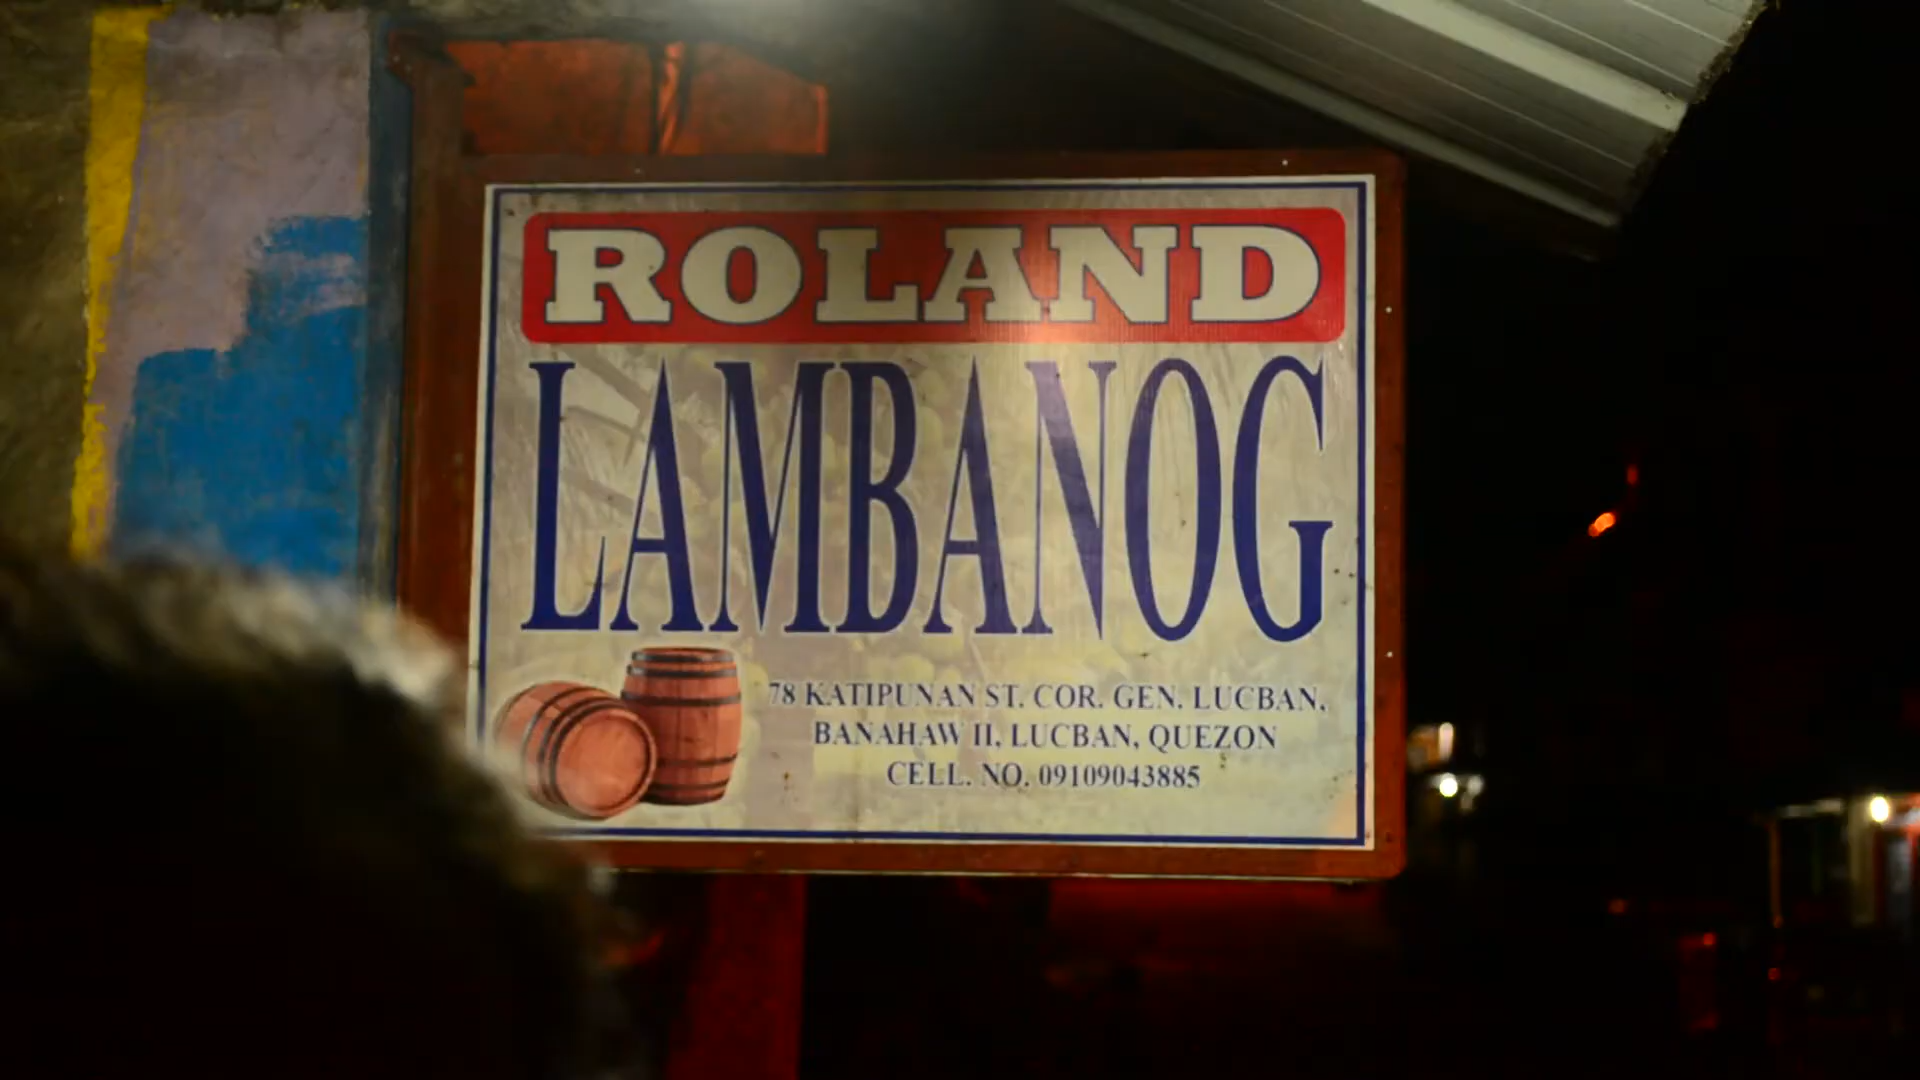 ROLAND
LAMBANOG
78 KATIPUNAN ST. COR. GEN. LUCBAN,
BANAHAW II, LUCBAN, QUEZON
CELL. NO. 09109043885